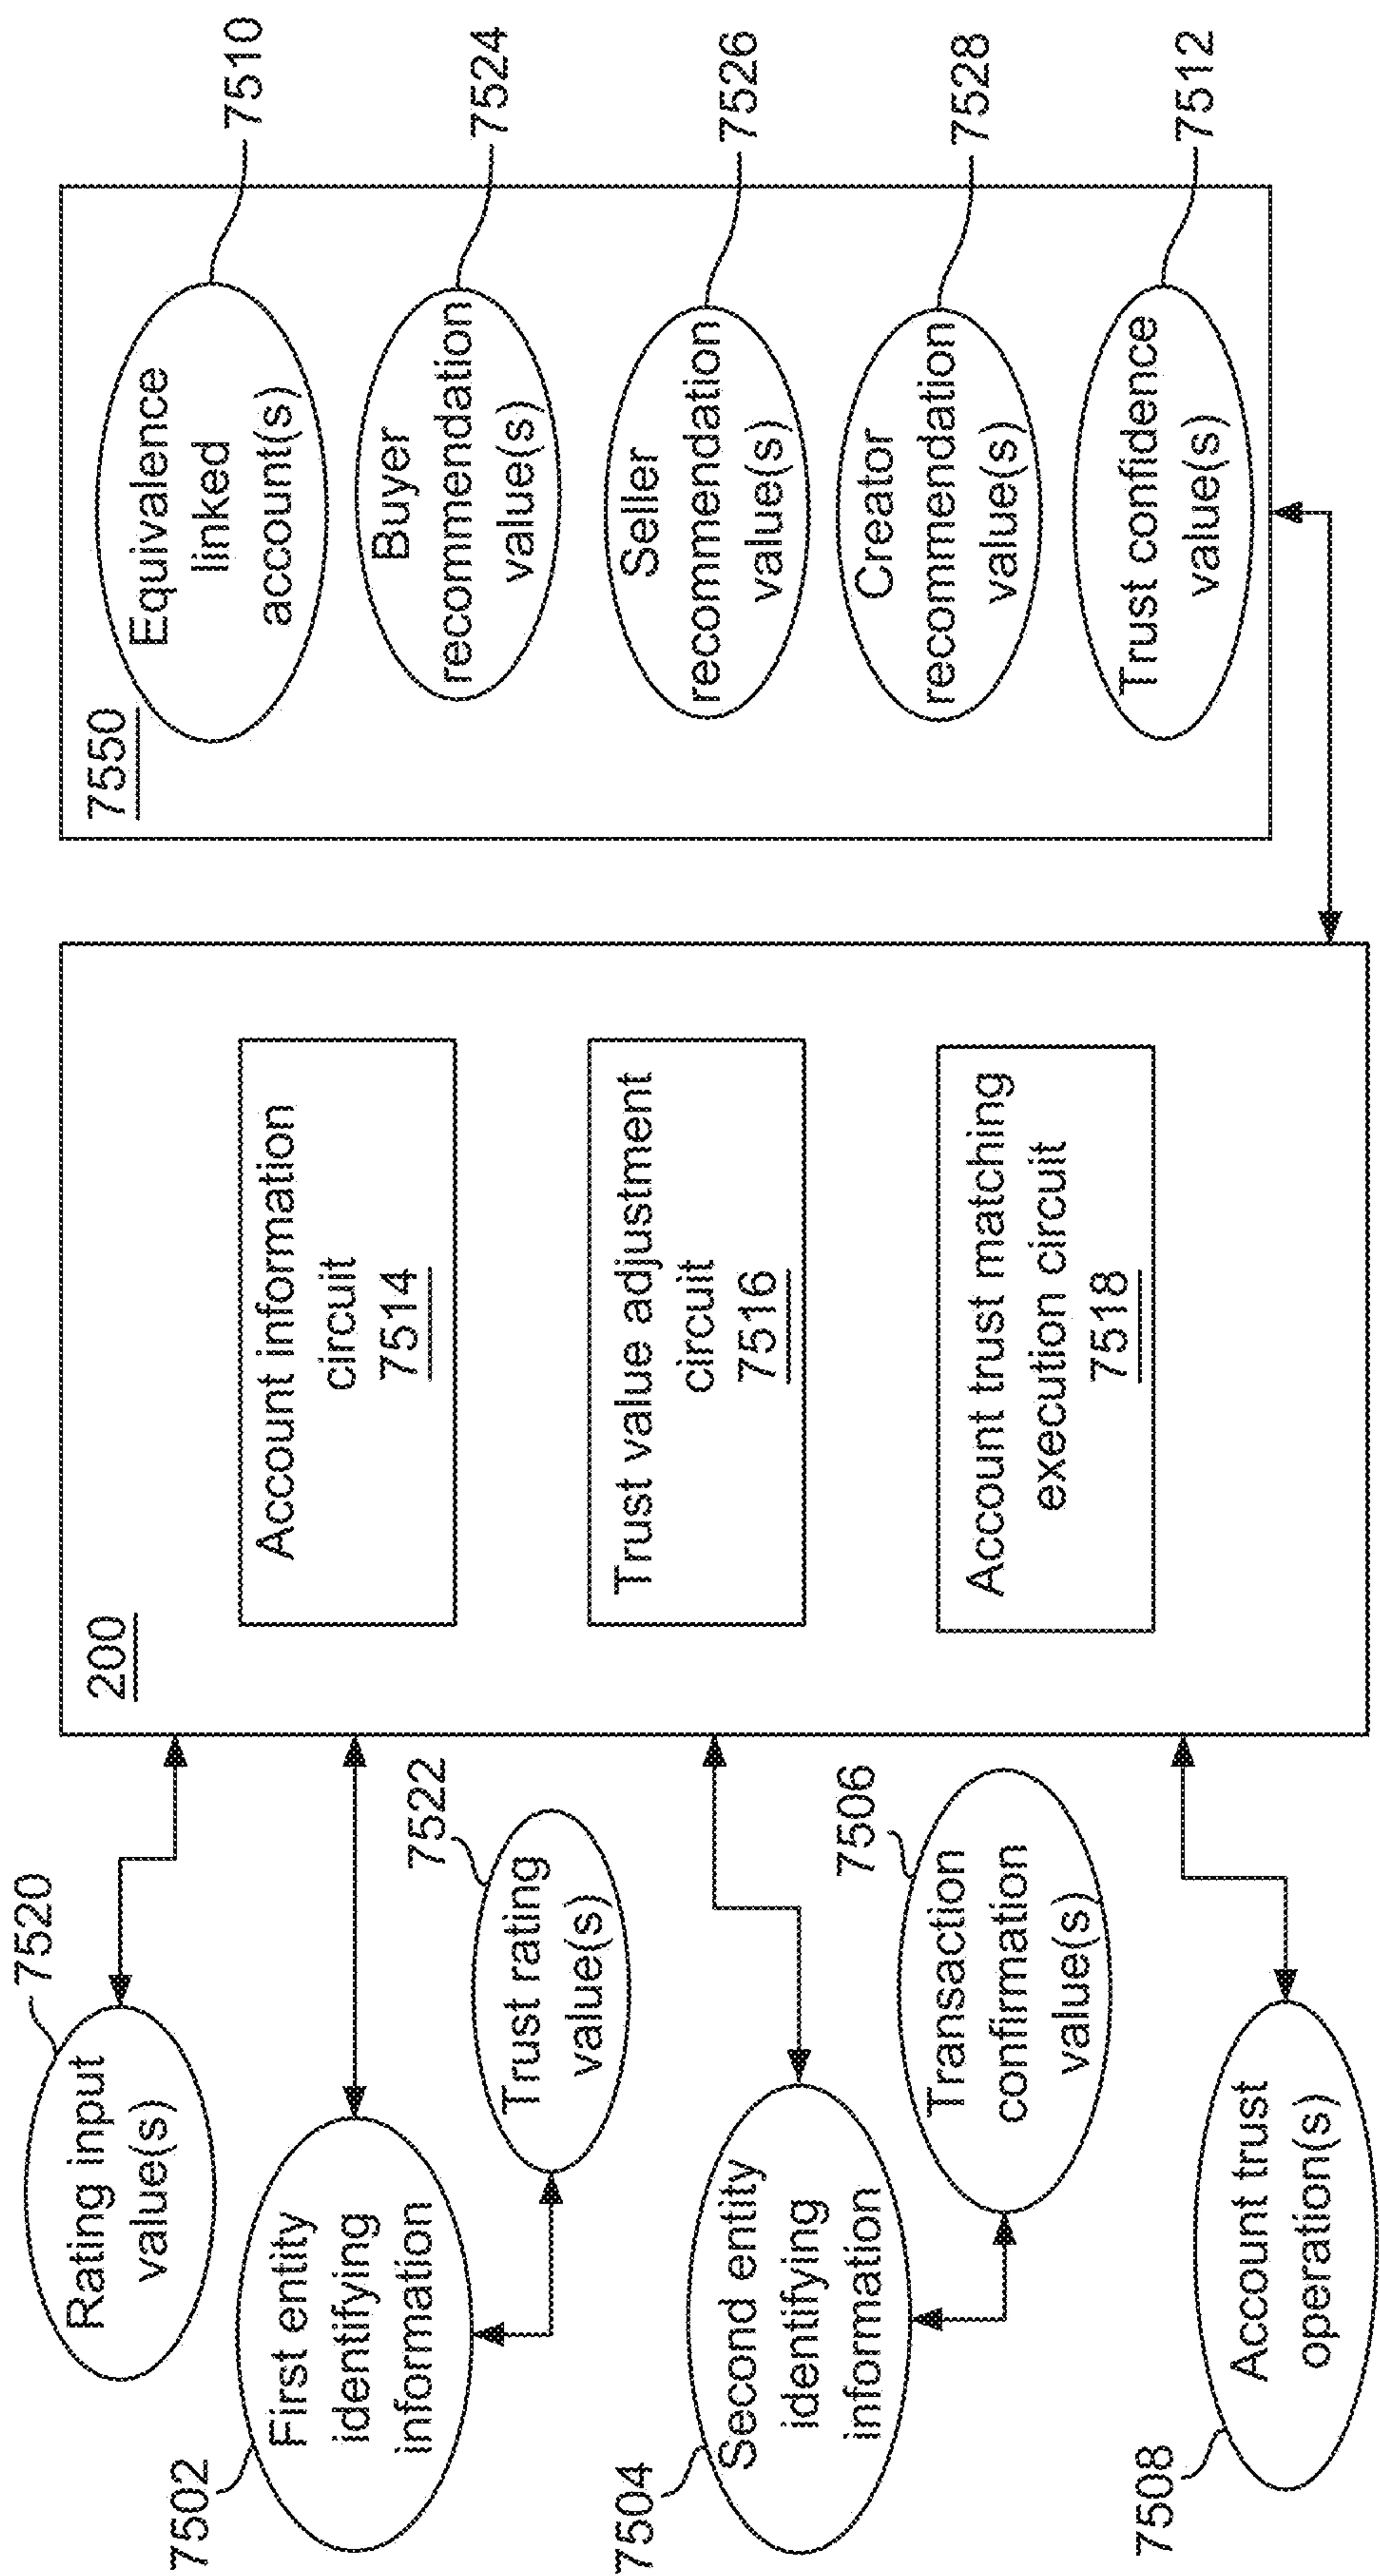 7520
Rating input
value(s)
7502
First entity
identifying
information
7522
Trust rating
value(s)
7504
Second entity
identifying
information
7506
Transaction
confirmation
value(s)
7508
Account trust
operation(s)
200
Account information
circuit
7514
Trust value adjustment
circuit
7516
Account trust matching
execution circuit
7518
7550
Equivalence
linked
account(s)
7510
Buyer
recommendation
value(s)
7524
Seller
recommendation
value(s)
7526
Creator
recommendation
value(s)
7528
Trust confidence
value(s)
7512